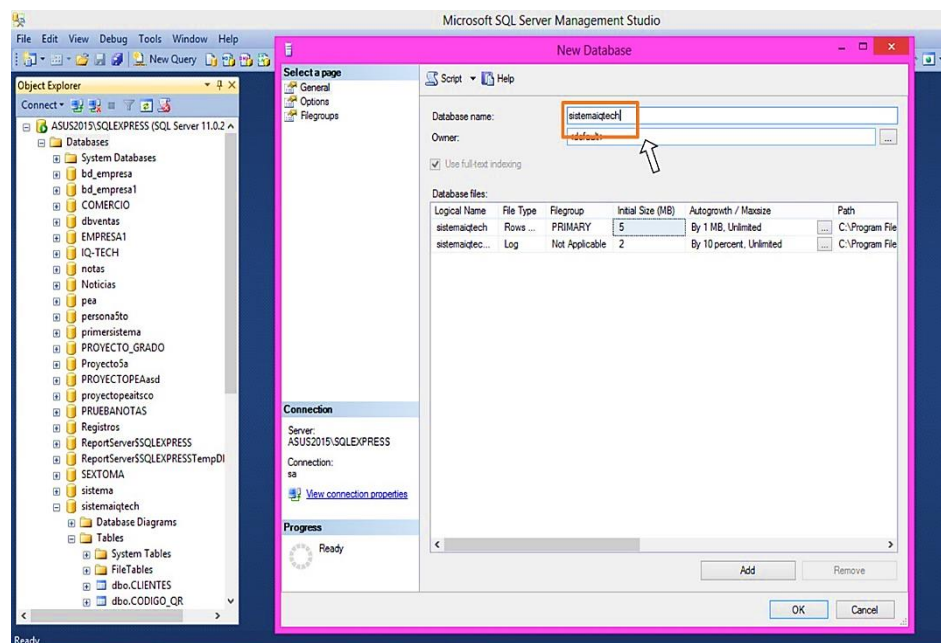 Microsoft SQL Server Management Studio
File Edit View Debug Tools Window Help
New Query
Object Explorer
Connect
ASUS2015\SQLEXPRESS (SQL Server 11.0.2
Databases
System Databases
bd_empresa
bd_empresa1
COMERCIO
dbventas
EMPRESA1
IQ-TECH
notas
Noticias
pea
persona5to
primersistema
PROYECTO_GRADO
Proyecto5a
PROYECTOPEAasd
proyectopeaitsco
PRUEBANOTAS
Registros
ReportServer$SQLEXPRESS
ReportServer$SQLEXPRESSTempDI
SEXTOMA
sistema
sistemaiqtech
Database Diagrams
Tables
System Tables
FileTables
dbo.CLIENTES
dbo.CODIGO_QR
Ready
New Database
Select a page
General
Options
Filegroups
Connection
Server:
ASUS2015\SQLEXPRESS
Connection:
sa
View connection properties
Progress
Ready
Script Help
Database name: sistemaiqtech
Owner: <default> ...
Use full-text indexing
Database files:
Logical Name File Type Filegroup Initial Size (MB) Autogrowth / Maxsize Path
sistemaiqtech Rows ... PRIMARY 5 By 1 MB, Unlimited ... C:\Program File
sistemaiqtec... Log Not Applicable 2 By 10 percent, Unlimited ... C:\Program File
Add Remove
OK Cancel